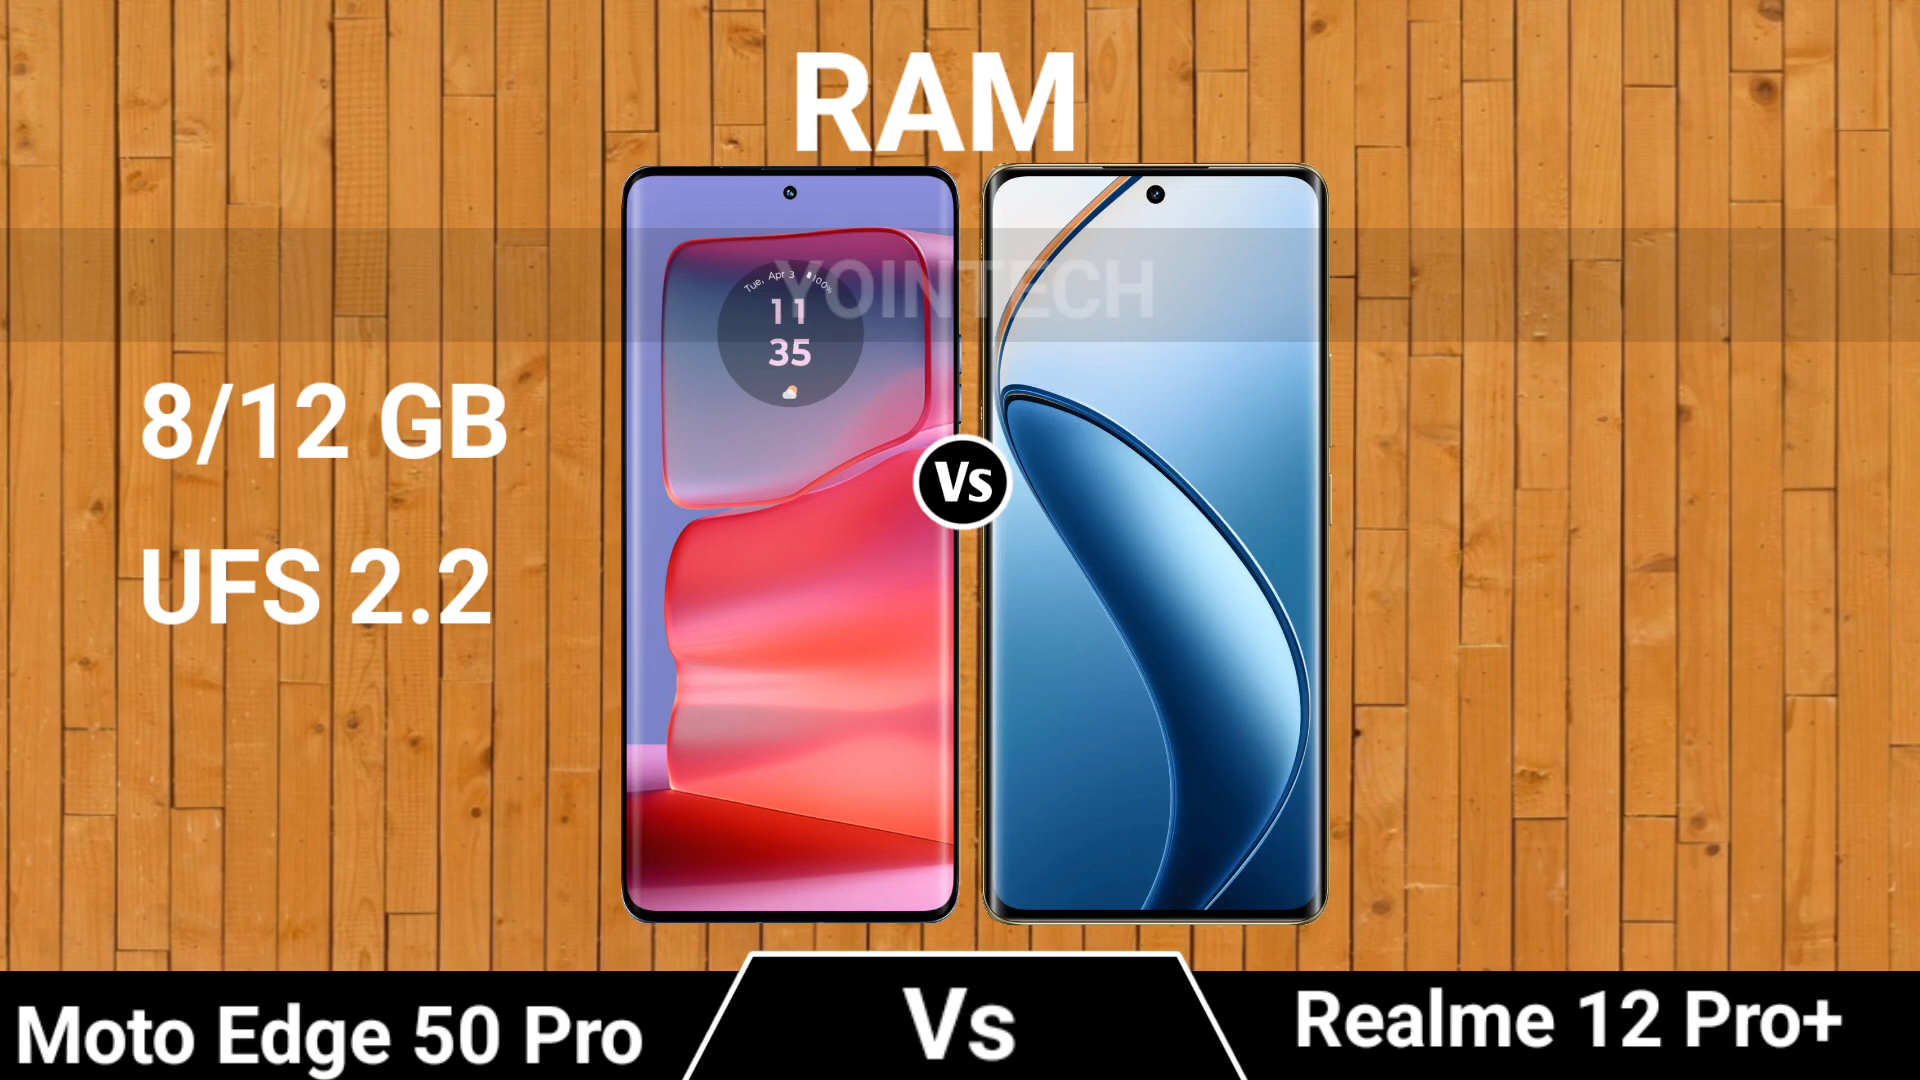 RAM
YOINTECH
Tue, Apr 3 100%
11
35
8/12 GB
UFS 2.2
Vs
Moto Edge 50 Pro
Vs
Realme 12 Pro+